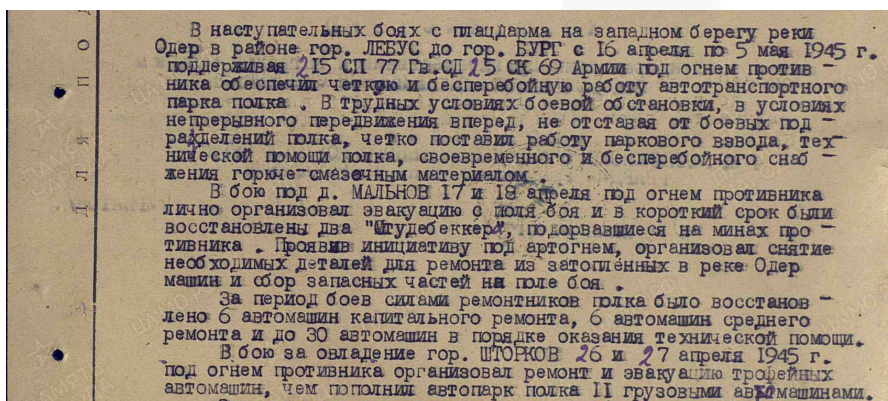 В наступательных боях с плацдарма на западном берегу реки
Одер в районе гор. ЛЕБУС до гор. БУРГ с 16 апреля по 5 мая 1945 г.
поддерживая 215 СП 77 Гв.СД 25 СК 69 Армии под огнем против -
ника обеспечил четкую и бесперебойную работу автотранспортного
парка полка . В трудных условиях боевой обстановки, в условиях
непрерывного передвижения вперед, не отставая от боевых под -
разделений полка, четко поставил работу паркового взвода, тех -
нической помощи полка, своевременного и бесперебойного снаб -
жения горюче-смазочным материалом .
В бою под д. МАЛЬНОВ 17 и 18 апреля под огнем противника
лично организовал эвакуацию с поля боя и в короткий срок были
восстановлены два "Штудебеккера", подорвавшиеся на минах про -
тивника . Проявив инициативу под артогнем, организовал снятие
необходимых деталей для ремонта из затопленных в реке Одер
машин и сбор запасных частей на поле боя .
За период боев силами ремонтников полка было восстанов -
лено 6 автомашин капитального ремонта, 6 автомашин среднего
ремонта и до 30 автомашин в порядке оказания технической помощи.
В бою за овладение гор. ШТОРКОВ 26 и 27 апреля 1945 г.
под огнем противника организовал ремонт и эвакуацию трофейных
автомашин, чем пополнил автопарк полка II грузовыми автомашинами.
Для по